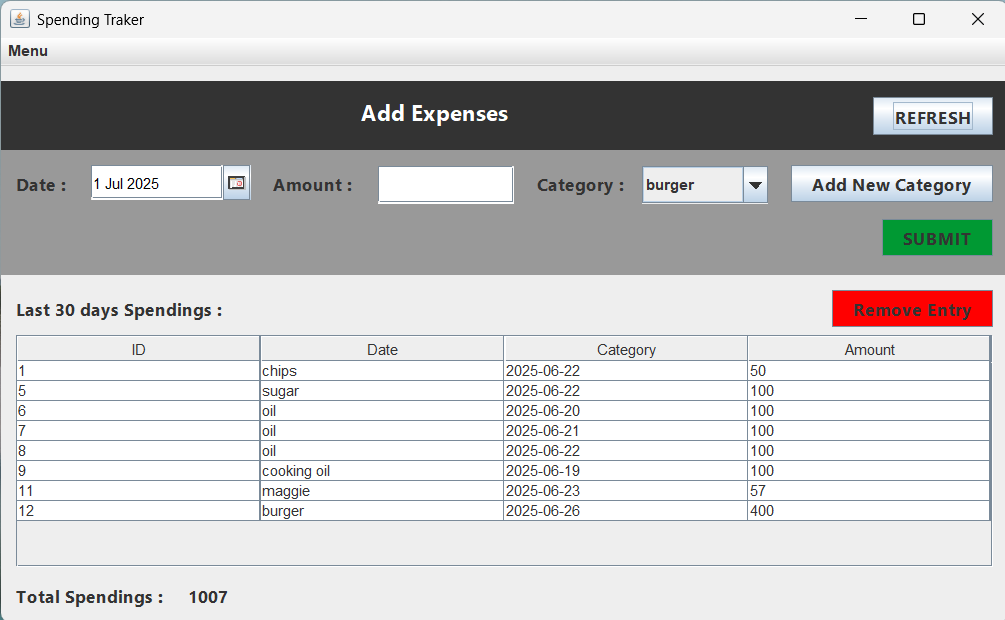 Spending Traker
Menu
Add Expenses REFRESH
Date : 1 Jul 2025 Amount : Category : burger Add New Category
SUBMIT
Last 30 days Spendings : Remove Entry
ID Date Category Amount
1 chips 2025-06-22 50
5 sugar 2025-06-22 100
6 oil 2025-06-20 100
7 oil 2025-06-21 100
8 oil 2025-06-22 100
9 cooking oil 2025-06-19 100
11 maggie 2025-06-23 57
12 burger 2025-06-26 400
Total Spendings : 1007